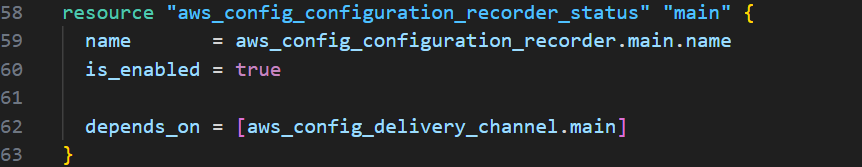 58 resource "aws_config_configuration_recorder_status" "main" {
59   name       = aws_config_configuration_recorder.main.name
60   is_enabled = true
61
62   depends_on = [aws_config_delivery_channel.main]
63 }